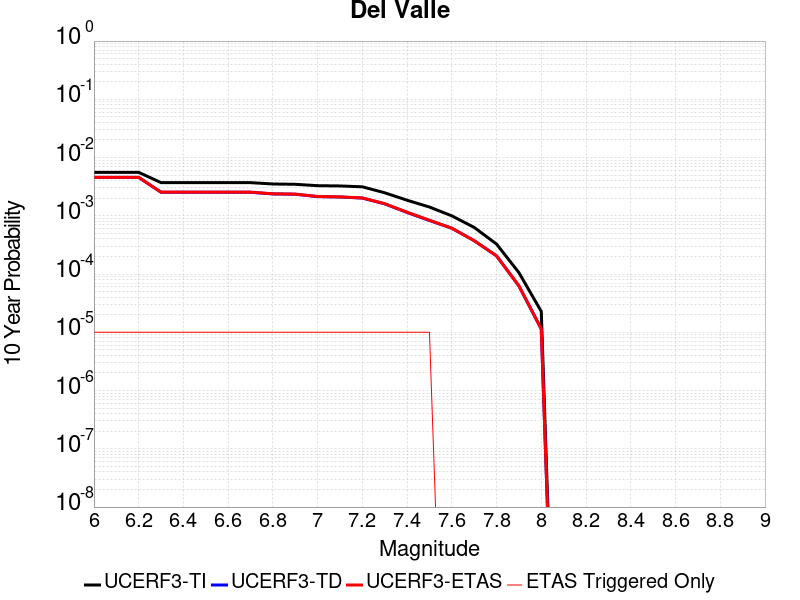 Del Valle
10^0
10^-1
10^-2
10^-3
10^-4
10^-5
10^-6
10^-7
10^-8
10 Year Probability
6 6.2 6.4 6.6 6.8 7 7.2 7.4 7.6 7.8 8 8.2 8.4 8.6 8.8 9
Magnitude
UCERF3-TI UCERF3-TD UCERF3-ETAS ETAS Triggered Only